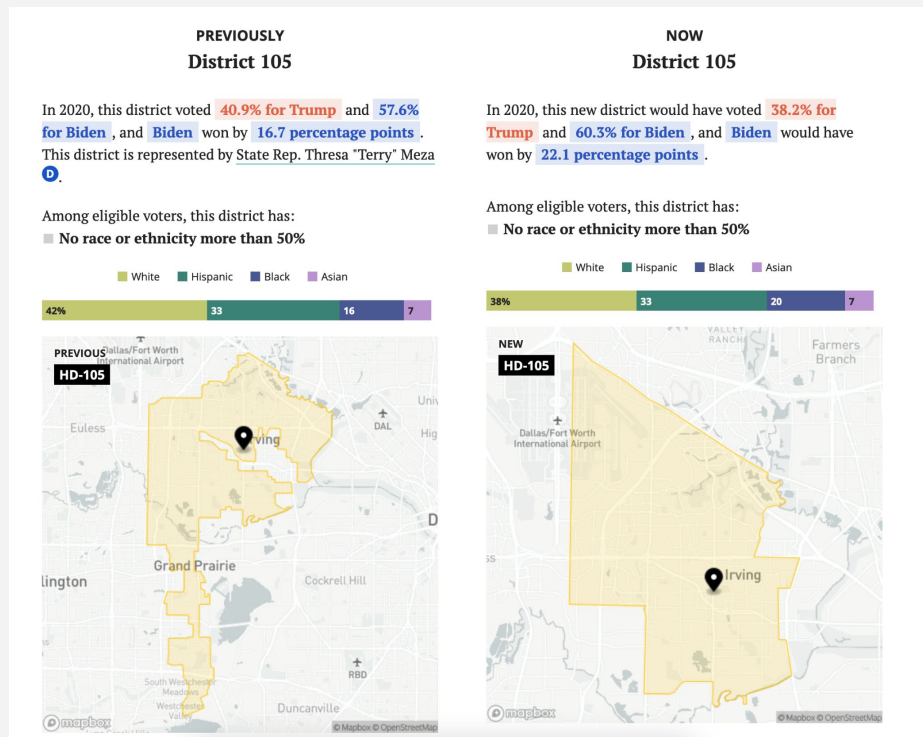 PREVIOUSLY
District 105
In 2020, this district voted 40.9% for Trump and 57.6%
for Biden , and Biden won by 16.7 percentage points .
This district is represented by State Rep. Thresa "Terry" Meza
D .
Among eligible voters, this district has:
No race or ethnicity more than 50%
White Hispanic Black Asian
42% 33 16 7
PREVIOUS
HD-105
Dallas/Fort Worth
International Airport
Euless
DAL
Irving
Grand Prairie
lington
Cockrell Hill
RBD
South Westchester
Meadows
Westchester
Valley
Duncanville
mapbox
© Mapbox © OpenStreetMap
NOW
District 105
In 2020, this new district would have voted 38.2% for
Trump and 60.3% for Biden , and Biden would have
won by 22.1 percentage points .
Among eligible voters, this district has:
No race or ethnicity more than 50%
White Hispanic Black Asian
38% 33 20 7
NEW
HD-105
VALLEY
RANCH
Farmers
Branch
Dallas/Fort Worth
International Airport
Irving
mapbox
© Mapbox © OpenStreetMap